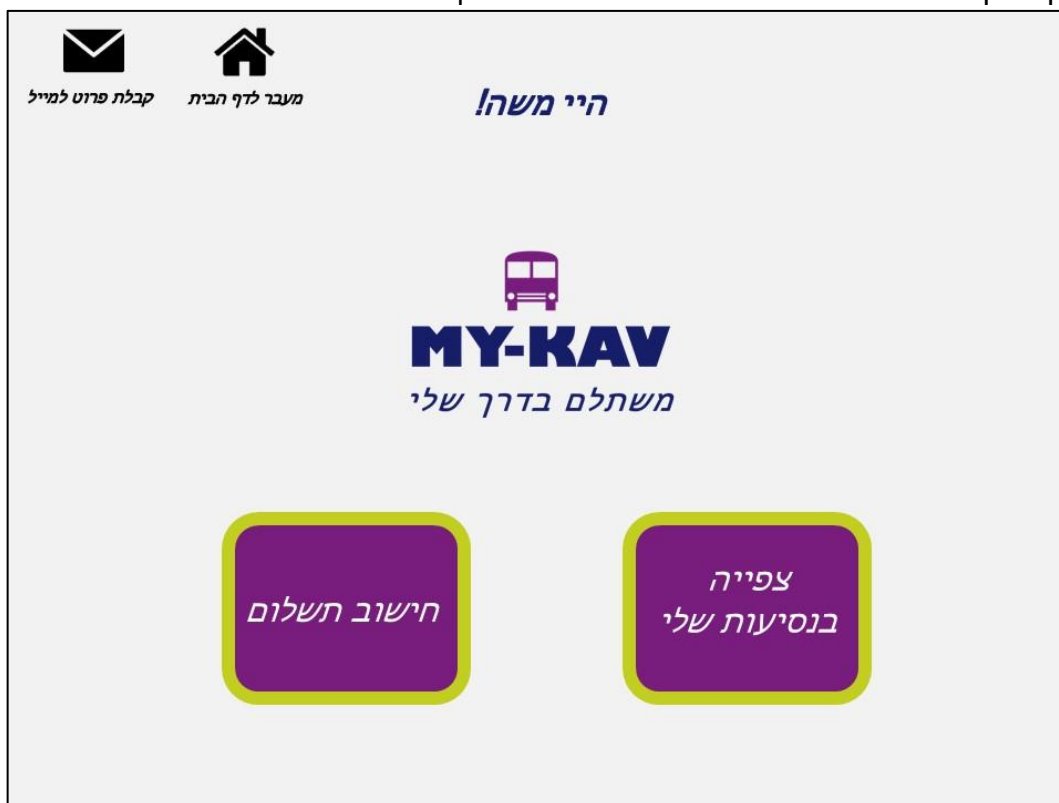 היי משה!
מעבר לדף הבית
קבלת פרוט למייל
MY-KAV
משתלם בדרך שלי
צפייה
בנסיעות שלי
חישוב תשלום